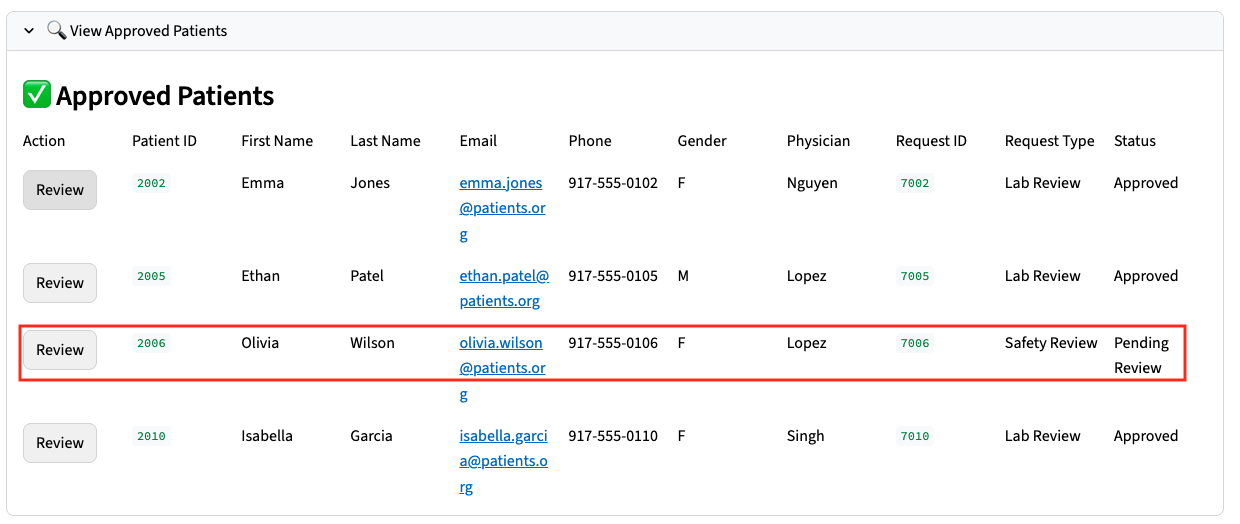 View Approved Patients
Approved Patients
Action Patient ID First Name Last Name Email Phone Gender Physician Request ID Request Type Status
Review 2002 Emma Jones emma.jones 917-555-0102 F Nguyen 7002 Lab Review Approved
@patients.or
g
Review 2005 Ethan Patel ethan.patel@ 917-555-0105 M Lopez 7005 Lab Review Approved
patients.org
Review 2006 Olivia Wilson olivia.wilson 917-555-0106 F Lopez 7006 Safety Review Pending
@patients.or Review
g
Review 2010 Isabella Garcia isabella.garci 917-555-0110 F Singh 7010 Lab Review Approved
a@patients.o
rg